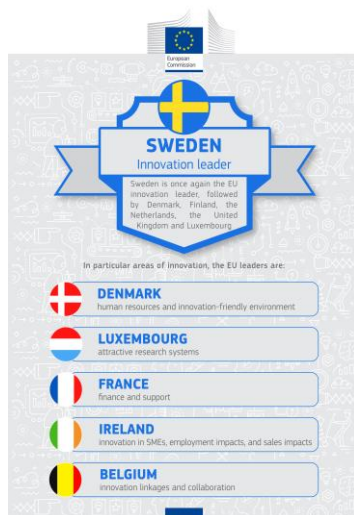 European
Commission
SWEDEN
Innovation leader
Sweden is once again the EU
innovation leader, followed
by Denmark, Finland, the
Netherlands, the United
Kingdom and Luxembourg
In particular areas of innovation, the EU leaders are:
DENMARK
human resources and innovation-friendly environment
LUXEMBOURG
attractive research systems
FRANCE
finance and support
IRELAND
innovation in SMEs, employment impacts, and sales impacts
BELGIUM
innovation linkages and collaboration